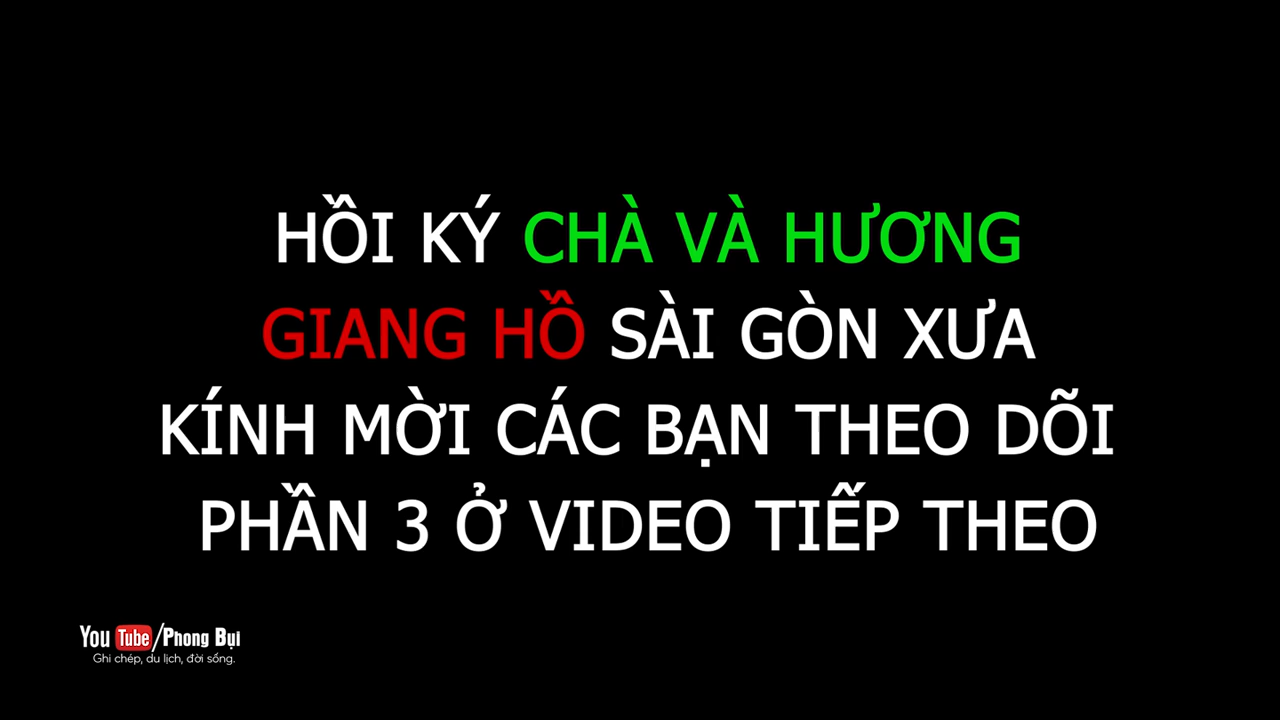 HỒI KÝ CHÀ VÀ HƯƠNG
GIANG HỒ SÀI GÒN XƯA
KÍNH MỜI CÁC BẠN THEO DÕI
PHẦN 3 Ở VIDEO TIẾP THEO
YouTube/Phong Bụi
Ghi chép, du lịch, đời sống.